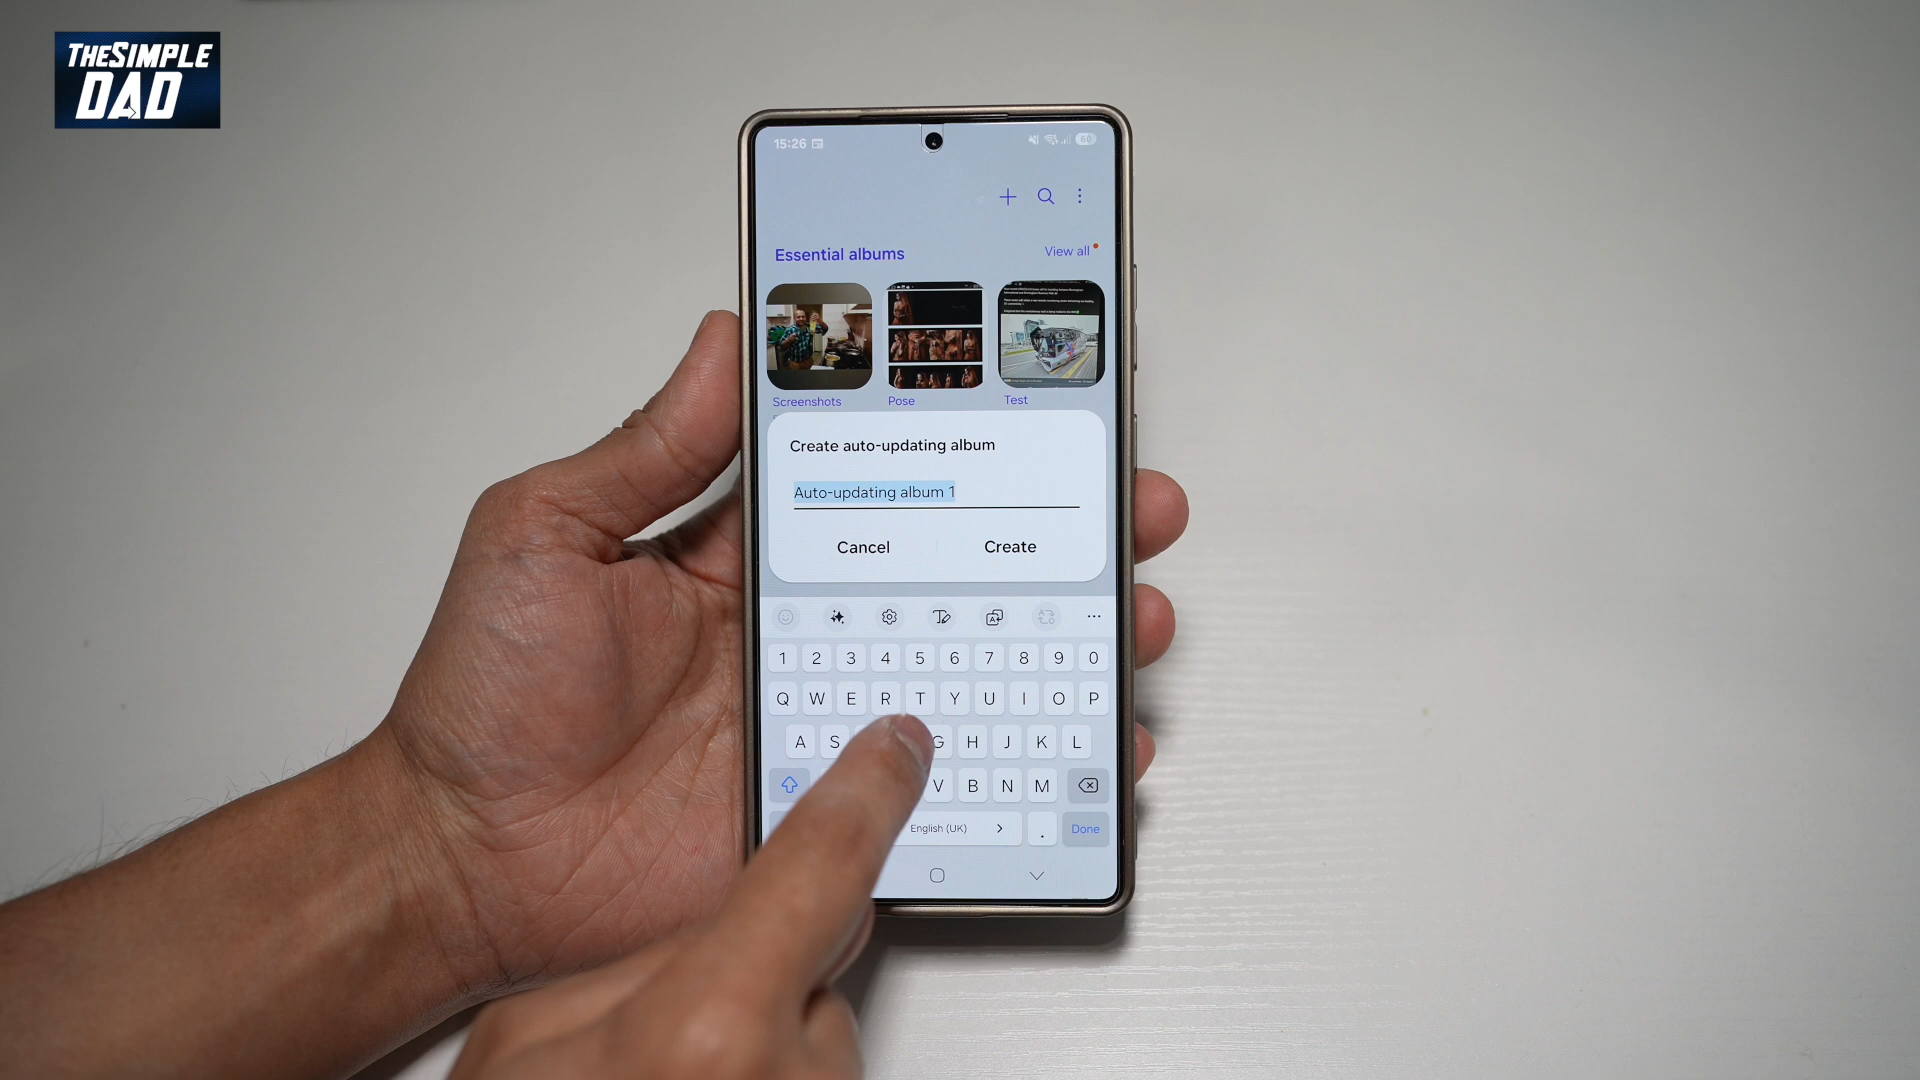 THESIMPLE
DAD
15:26
60
Essential albums
View all
Screenshots
Pose
Test
Create auto-updating album
Auto-updating album 1
Cancel
Create
1 2 3 4 5 6 7 8 9 0
Q W E R T Y U I O P
A S G H J K L
V B N M
English (UK)
.
Done